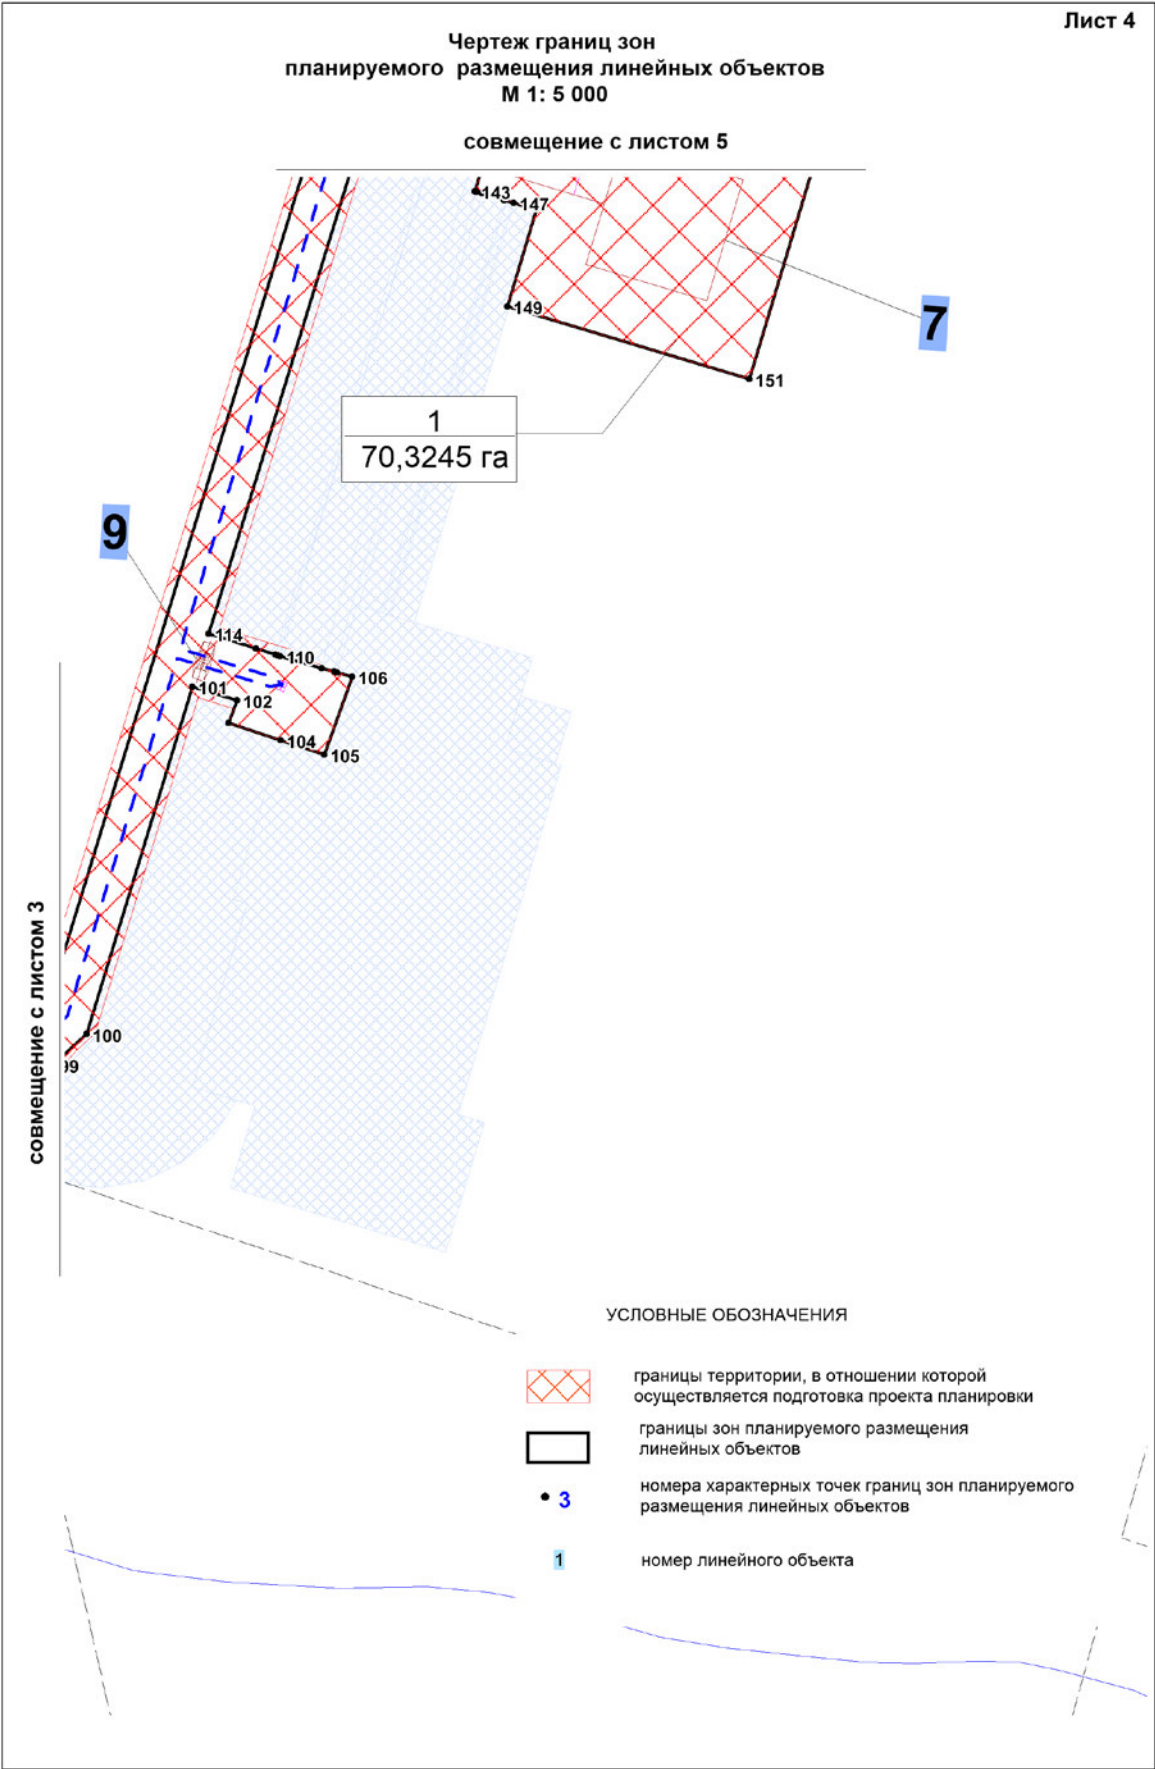 Лист 4
Чертеж границ зон
планируемого размещения линейных объектов
М 1: 5 000
совмещение с листом 5
143
147
149
7
151
1
70,3245 га
9
114
110
106
101
102
104
105
совмещение с листом 3
100
99
УСЛОВНЫЕ ОБОЗНАЧЕНИЯ
границы территории, в отношении которой
осуществляется подготовка проекта планировки
границы зон планируемого размещения
линейных объектов
3
номера характерных точек границ зон планируемого
размещения линейных объектов
1
номер линейного объекта